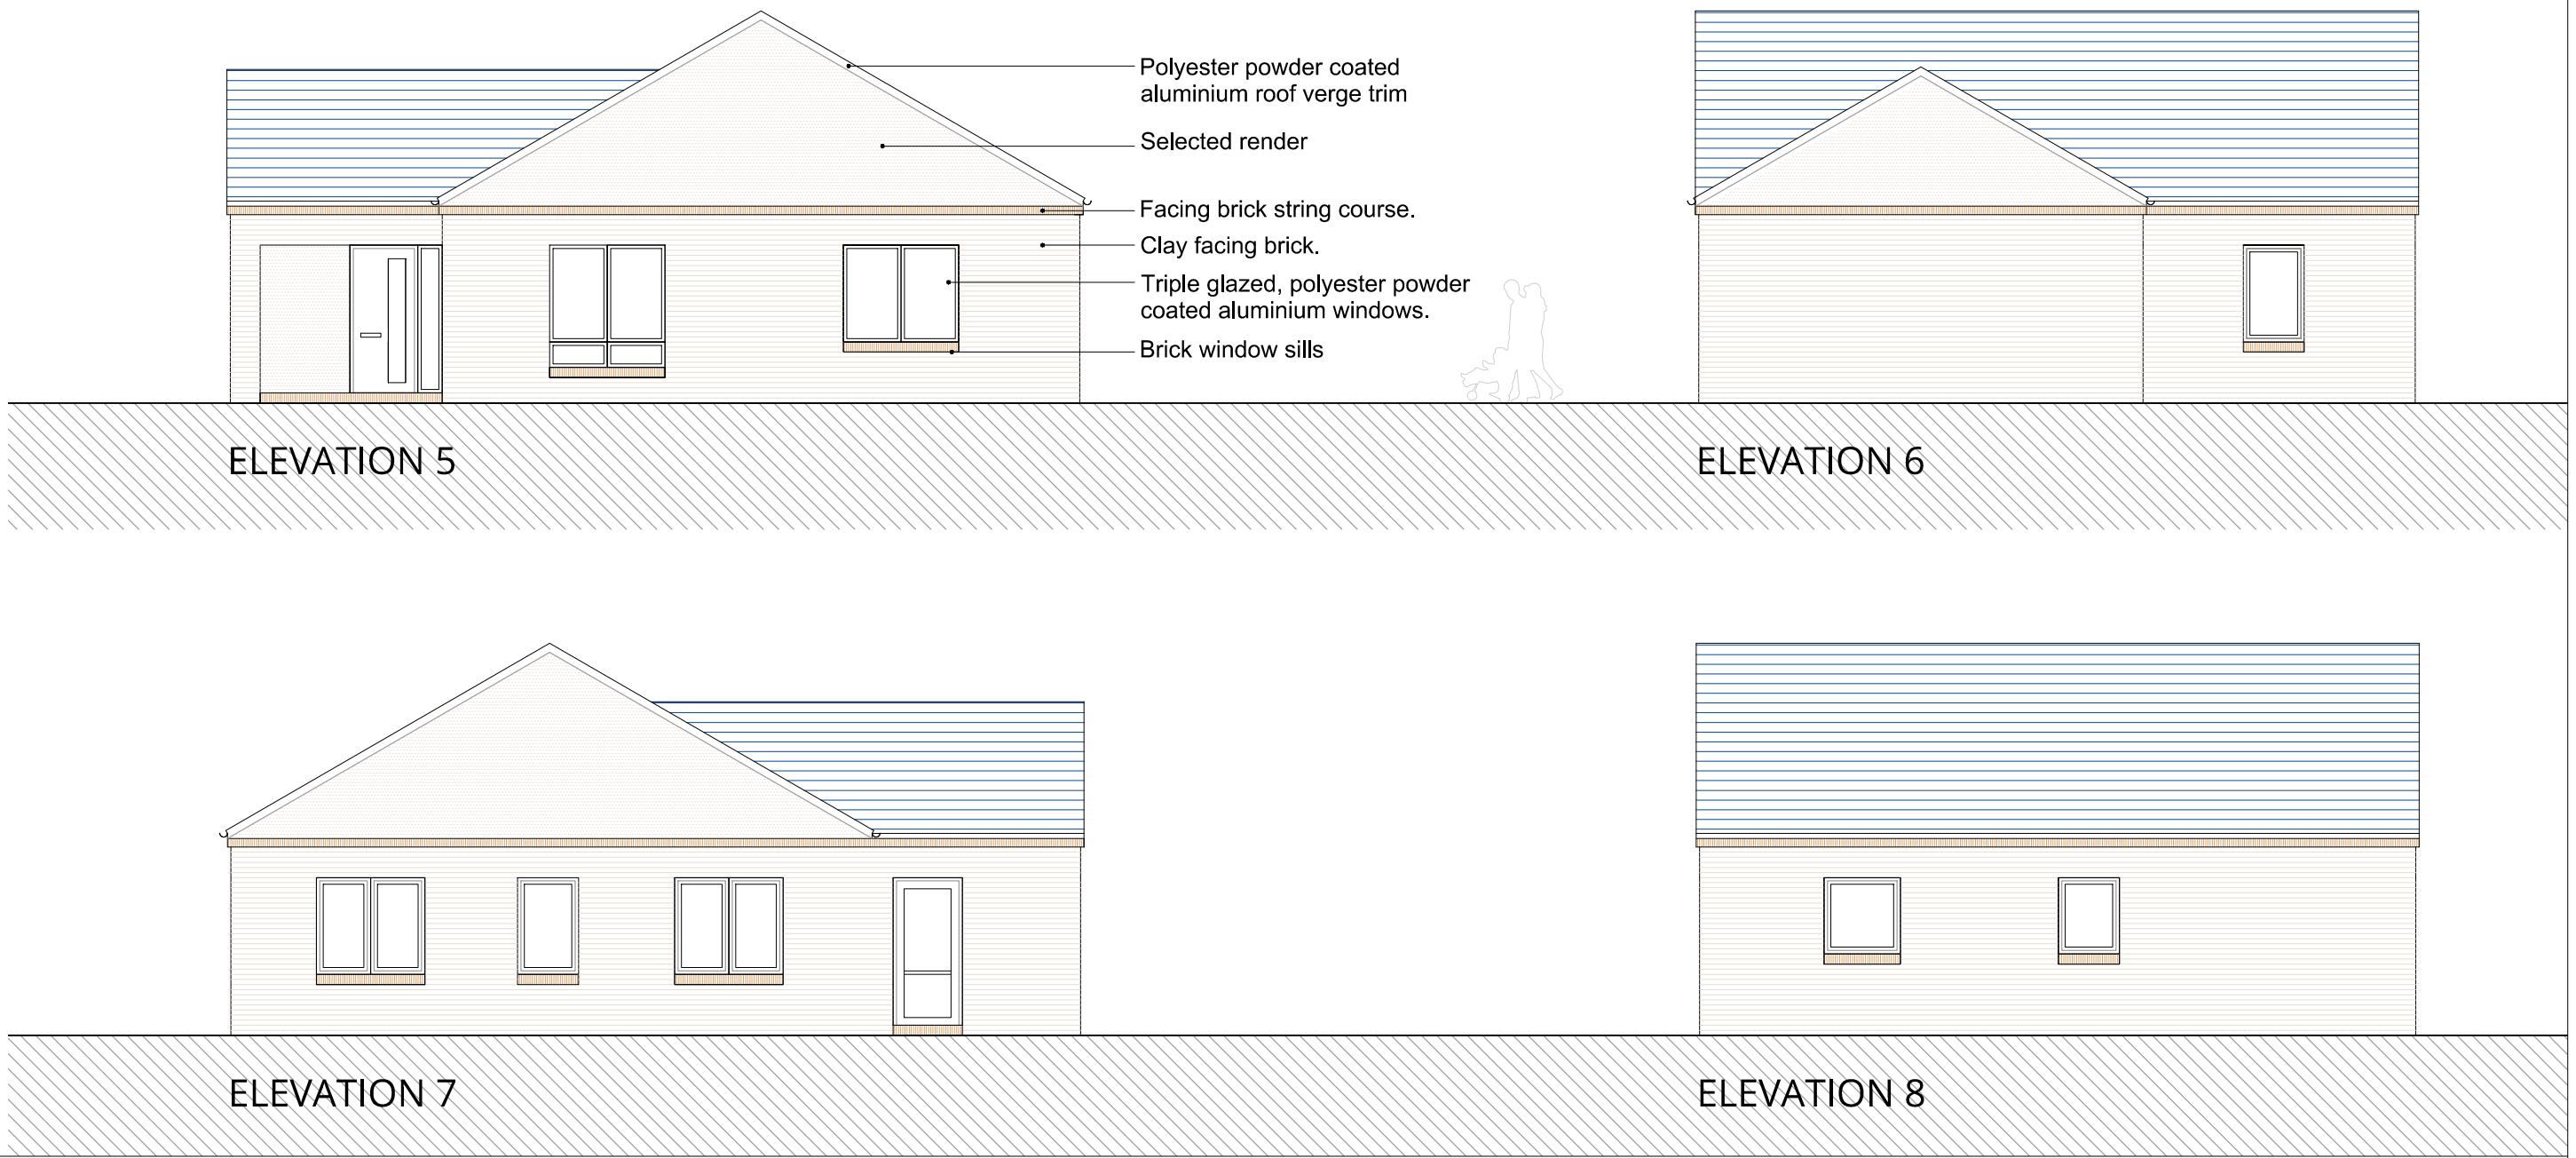 Polyester powder coated
aluminium roof verge trim
Selected render
Facing brick string course.
Clay facing brick.
Triple glazed, polyester powder
coated aluminium windows.
Brick window sills
ELEVATION 5
ELEVATION 6
ELEVATION 7
ELEVATION 8